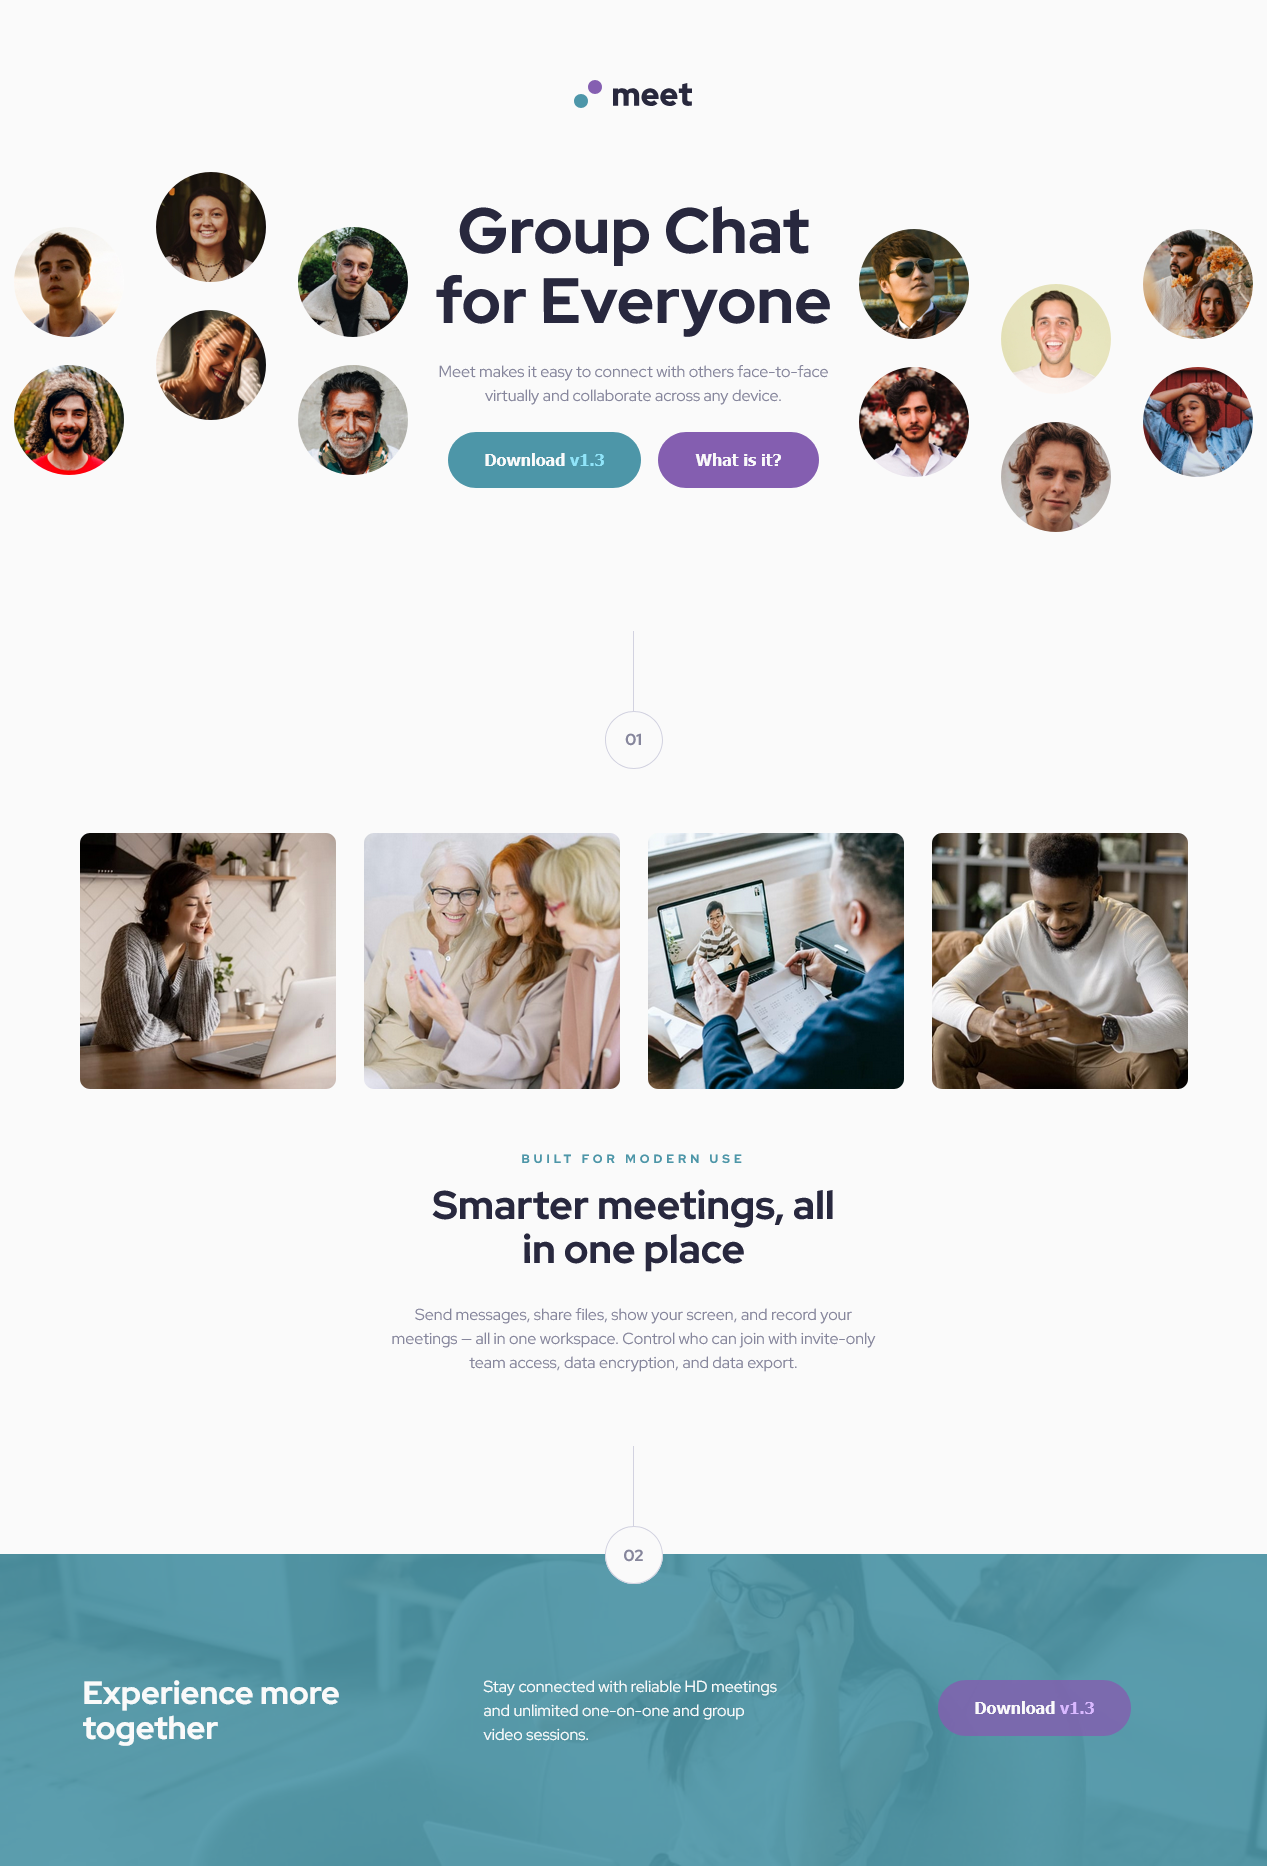 meet
Group Chat
for Everyone
Meet makes it easy to connect with others face-to-face
virtually and collaborate across any device.
Download v1.3
What is it?
01
BUILT FOR MODERN USE
Smarter meetings, all
in one place
Send messages, share files, show your screen, and record your
meetings — all in one workspace. Control who can join with invite-only
team access, data encryption, and data export.
02
Experience more
together
Stay connected with reliable HD meetings
and unlimited one-on-one and group
video sessions.
Download v1.3